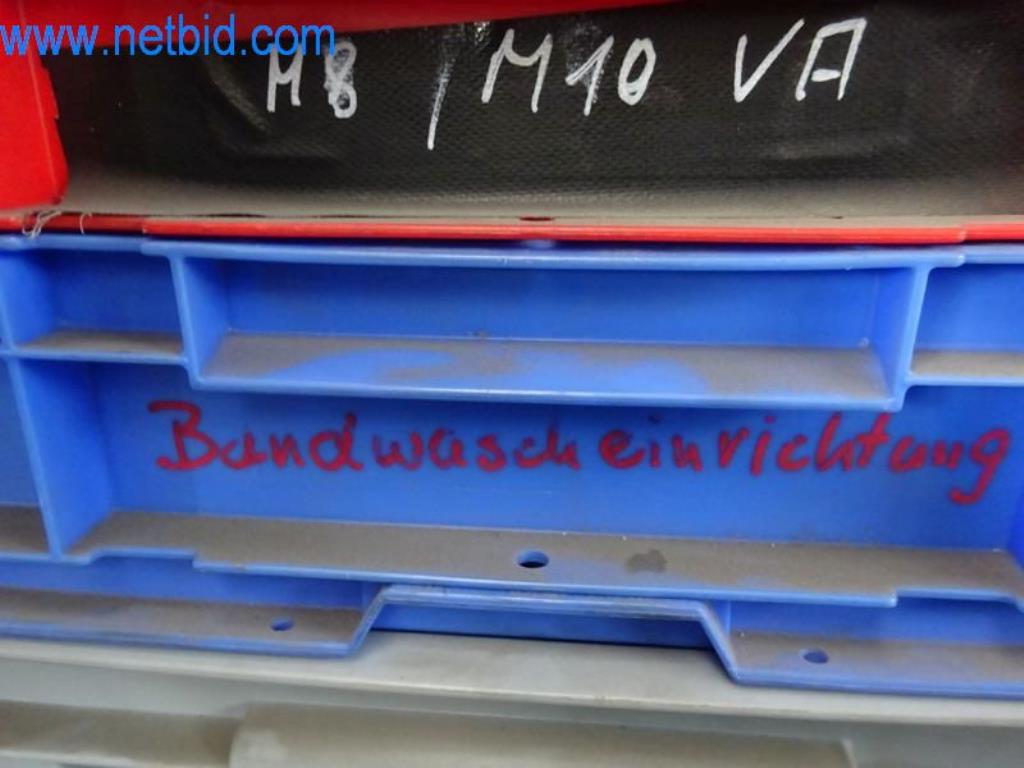 www.netbid.com
M8 / M10 VA
Bandwascheinrichtung